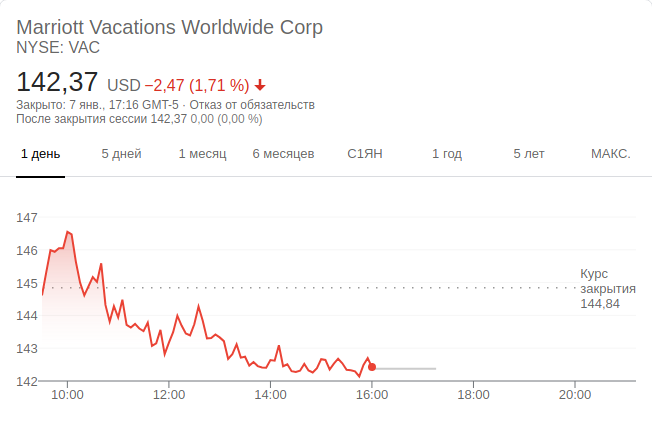 Marriott Vacations Worldwide Corp
NYSE: VAC
142,37 USD −2,47 (1,71 %)
Закрыто: 7 янв., 17:16 GMT-5 · Отказ от обязательств
После закрытия сессии 142,37 0,00 (0,00 %)
1 день 5 дней 1 месяц 6 месяцев С1ЯН 1 год 5 лет МАКС.
147
146
145
144
143
142
Курс
закрытия
144,84
10:00 12:00 14:00 16:00 18:00 20:00